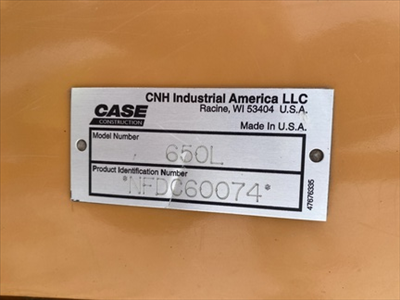 CASE
CONSTRUCTION
CNH Industrial America LLC
Racine, WI 53404 U.S.A.
Made in U.S.A.
Model Number
650L
Product Identification Number
*NFDC60074*
47676335